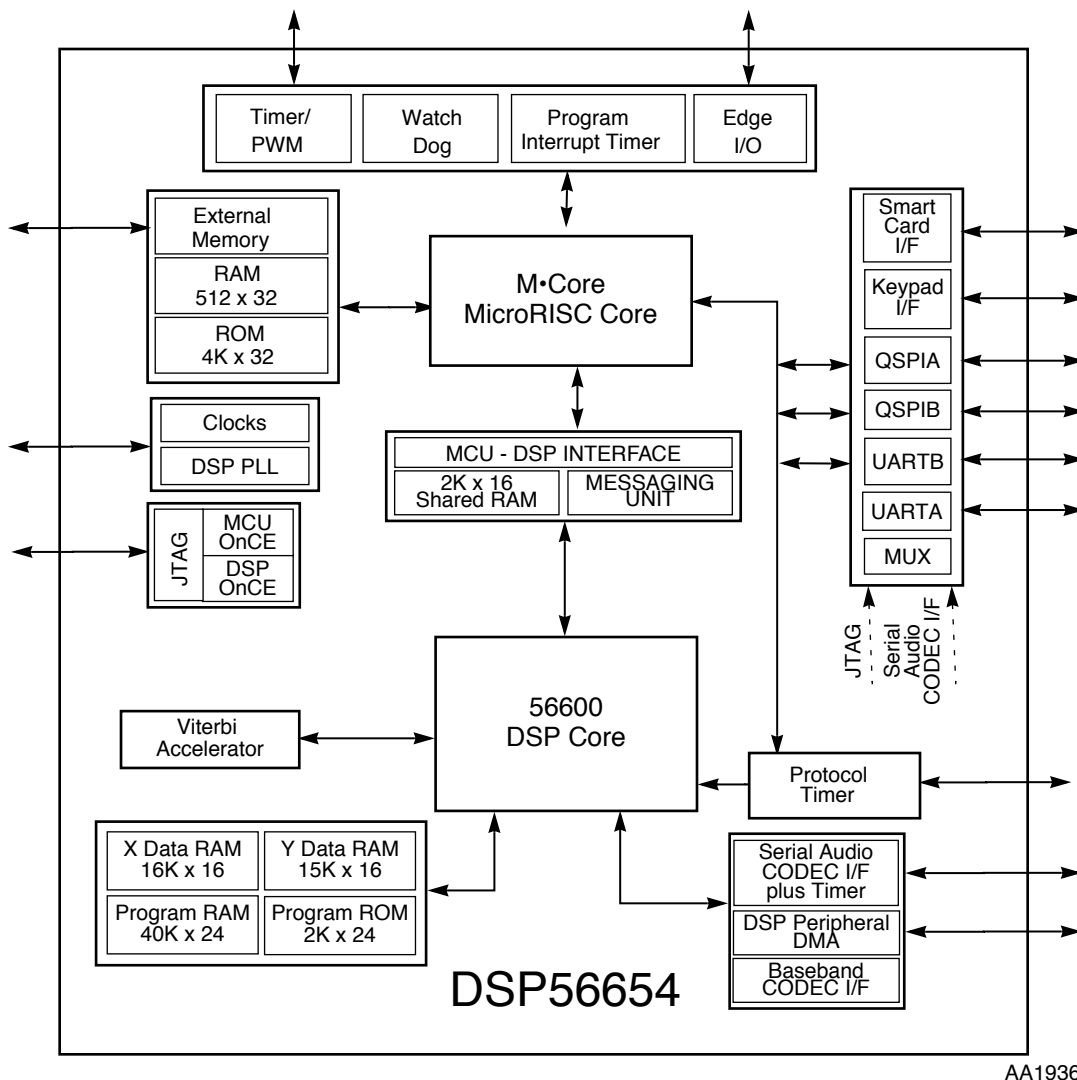 Timer/
PWM
Watch
Dog
Program
Interrupt Timer
Edge
I/O
External
Memory
RAM
512 x 32
ROM
4K x 32
M•Core
MicroRISC Core
Smart
Card
I/F
Keypad
I/F
QSPIA
QSPIB
UARTB
UARTA
MUX
JTAG
Serial
Audio
CODEC I/F
Clocks
DSP PLL
MCU - DSP INTERFACE
2K x 16
Shared RAM
MESSAGING
UNIT
JTAG
MCU
OnCE
DSP
OnCE
56600
DSP Core
Viterbi
Accelerator
Protocol
Timer
X Data RAM
16K x 16
Y Data RAM
15K x 16
Program RAM
40K x 24
Program ROM
2K x 24
Serial Audio
CODEC I/F
plus Timer
DSP Peripheral
DMA
Baseband
CODEC I/F
DSP56654
AA1936